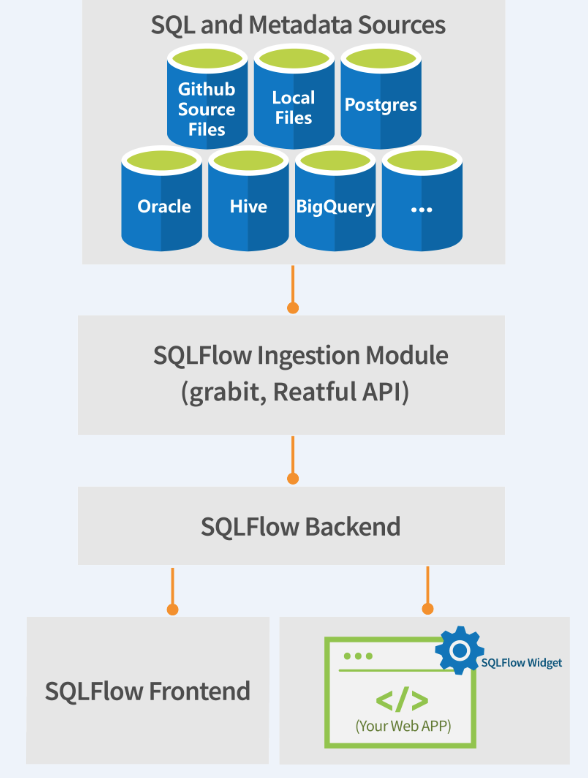 SQL and Metadata Sources
Github
Source
Files
Local
Files
Postgres
Oracle
Hive
BigQuery
...
SQLFlow Ingestion Module
(grabit, Reatful API)
SQLFlow Backend
SQLFlow Frontend
SQLFlow Widget
</>
(Your Web APP)